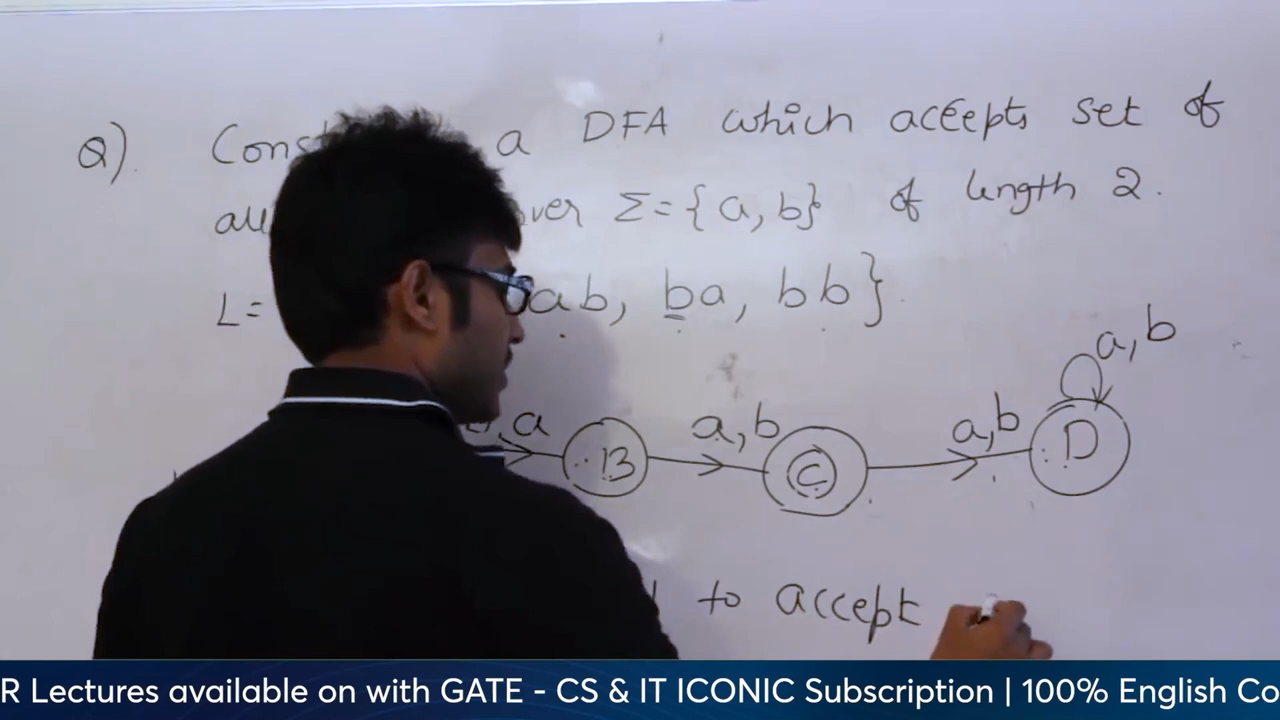 Q). Const a DFA which accepts set of
all over Σ={a,b} of length 2.
L= ab, ba, bb}.
a,b
a a,b a,b
B C D
to accept
R Lectures available on with GATE - CS & IT ICONIC Subscription | 100% English Co